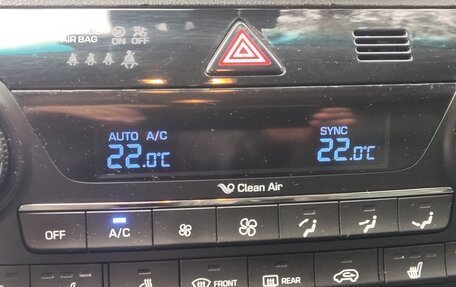 AIR BAG ON OFF
AUTO A/C SYNC
22.0°C 22.0°C
Clean Air
OFF A/C
FRONT REAR